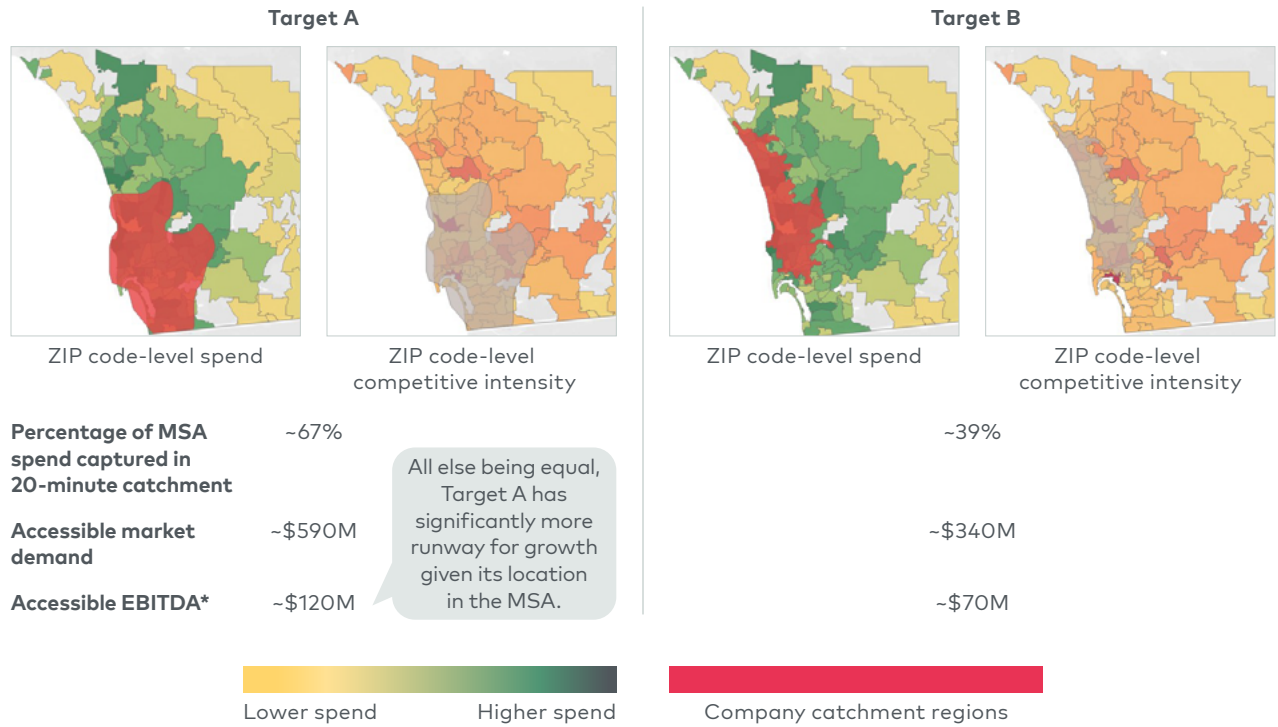 Target A
Target B
ZIP code-level spend
ZIP code-level
competitive intensity
ZIP code-level spend
ZIP code-level
competitive intensity
Percentage of MSA
spend captured in
20-minute catchment
~67%
~39%
All else being equal,
Target A has
significantly more
runway for growth
given its location
in the MSA.
Accessible market
demand
~$590M
~$340M
Accessible EBITDA*
~$120M
~$70M
Lower spend
Higher spend
Company catchment regions